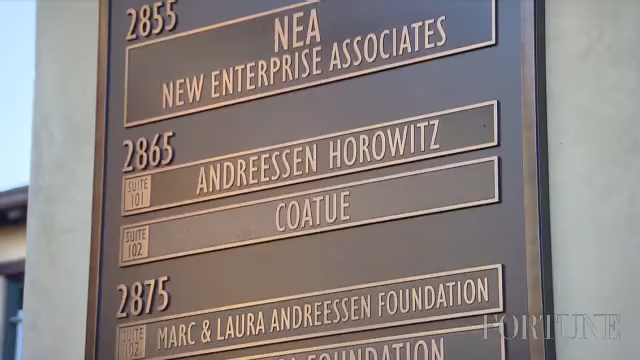 2855
NEA
NEW ENTERPRISE ASSOCIATES
2865
SUITE 101
ANDREESSEN HOROWITZ
SUITE 102
COATUE
2875
SUITE 102
MARC & LAURA ANDREESSEN FOUNDATION
FOUNDATION
FORTUNE